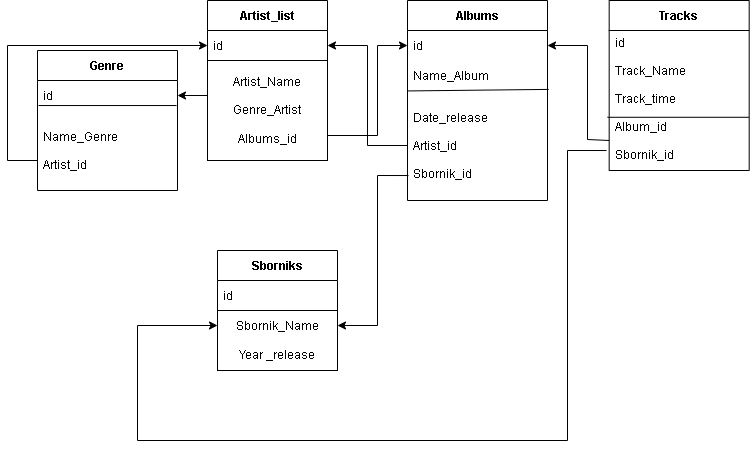 Artist_list
id
Artist_Name
Genre_Artist
Albums_id
Albums
id
Name_Album
Date_release
Artist_id
Sbornik_id
Tracks
id
Track_Name
Track_time
Album_id
Sbornik_id
Genre
id
Name_Genre
Artist_id
Sborniks
id
Sbornik_Name
Year _release